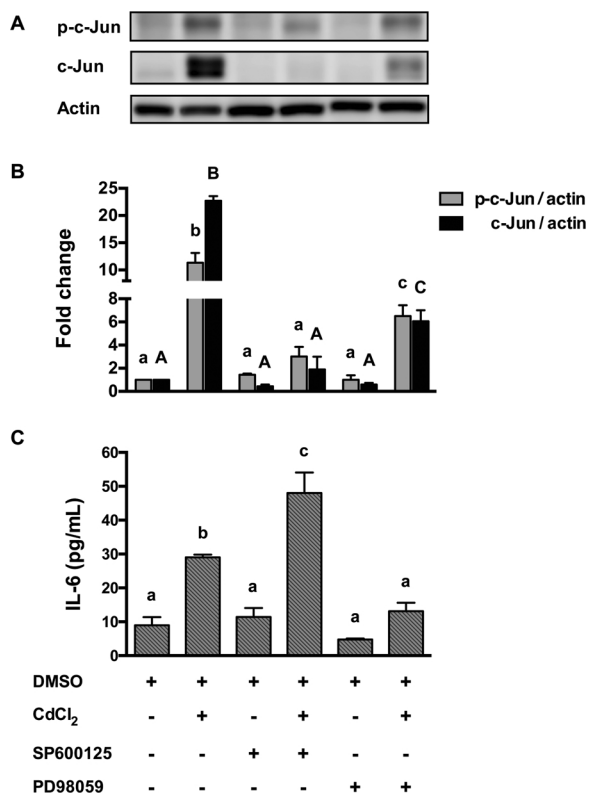 A
p-c-Jun
c-Jun
Actin
B
p-c-Jun / actin
c-Jun / actin
Fold change
25
20
15
10
8
6
4
2
0
a A
b B
a A
a A
a A
c C
C
IL-6 (pg/mL)
60
50
40
30
20
10
0
a
b
a
c
a
a
DMSO + + + + + +
CdCl2 - + - + - +
SP600125 - - + + - -
PD98059 - - - - + +